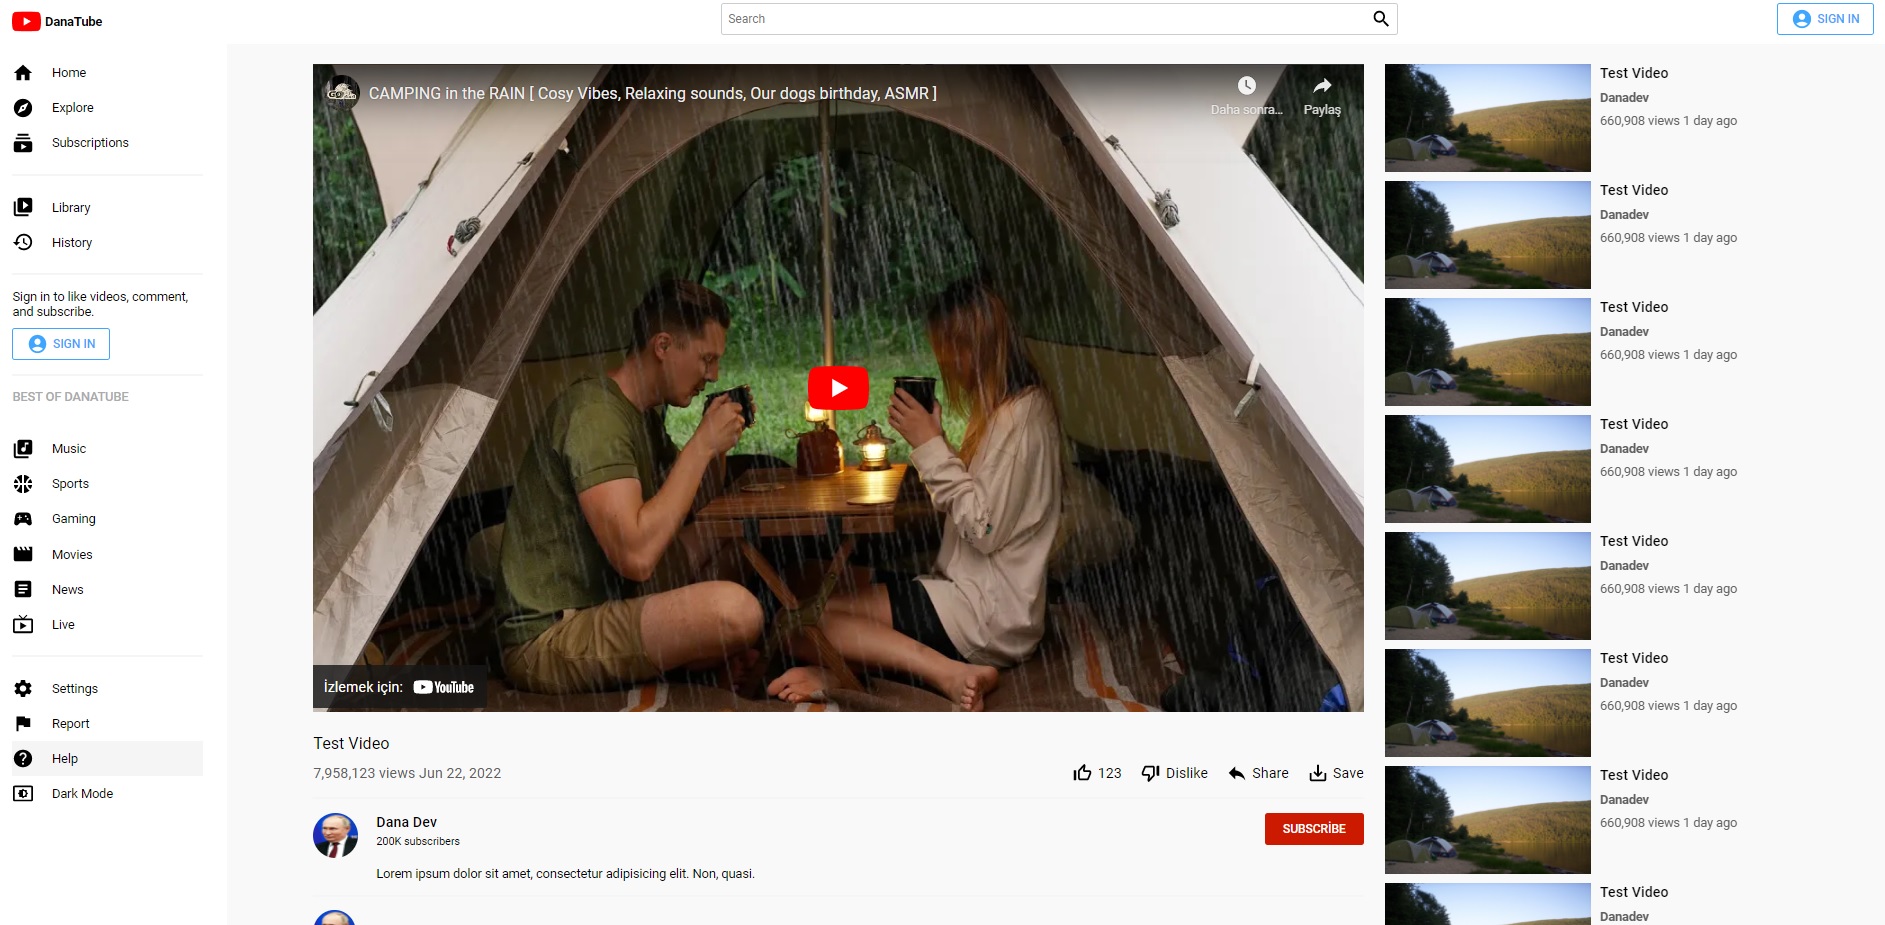 DanaTube
Search
SIGN IN
Home
Explore
Subscriptions
Library
History
Sign in to like videos, comment,
and subscribe.
SIGN IN
BEST OF DANATUBE
Music
Sports
Gaming
Movies
News
Live
Settings
Report
Help
Dark Mode
CAMPING in the RAIN [ Cosy Vibes, Relaxing sounds, Our dogs birthday, ASMR ]
Daha sonra...
Paylaş
İzlemek için: YouTube
Test Video
7,958,123 views Jun 22, 2022
123 Dislike Share Save
Dana Dev
200K subscribers
SUBSCRİBE
Lorem ipsum dolor sit amet, consectetur adipisicing elit. Non, quasi.
Test Video
Danadev
660,908 views 1 day ago
Test Video
Danadev
660,908 views 1 day ago
Test Video
Danadev
660,908 views 1 day ago
Test Video
Danadev
660,908 views 1 day ago
Test Video
Danadev
660,908 views 1 day ago
Test Video
Danadev
660,908 views 1 day ago
Test Video
Danadev
660,908 views 1 day ago
Test Video
Danadev